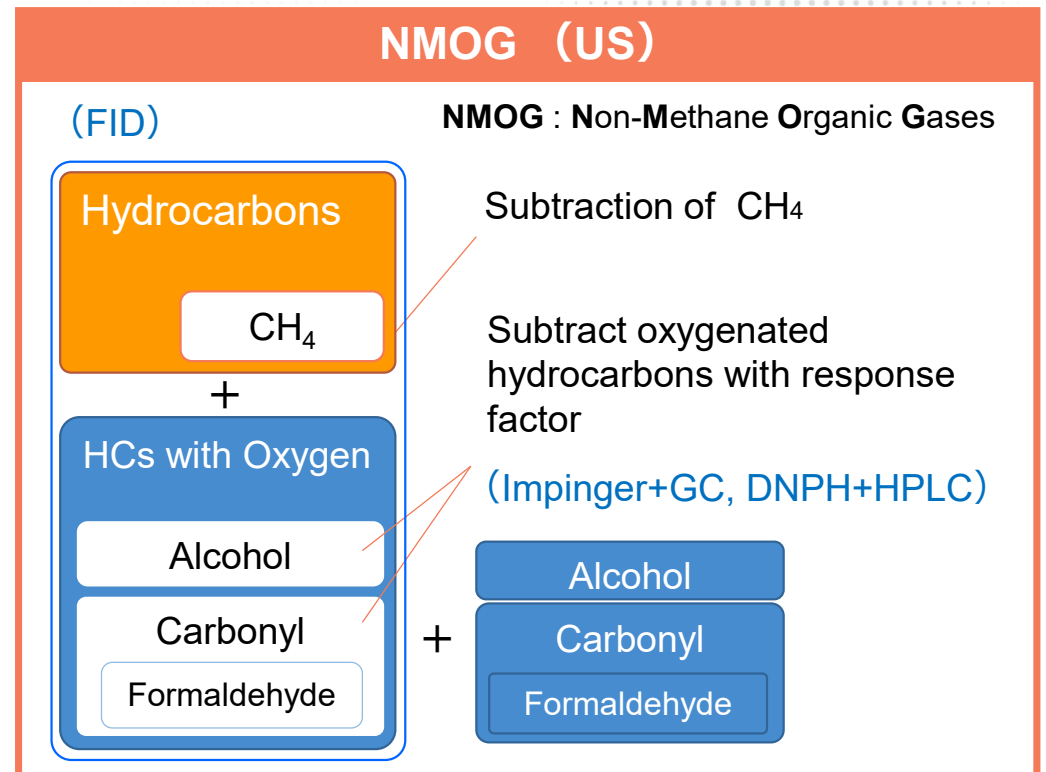 NMOG （US）
（FID）
NMOG : Non-Methane Organic Gases
Hydrocarbons
CH₄
Subtraction of CH4
+
Subtract oxygenated
hydrocarbons with response
factor
HCs with Oxygen
（Impinger+GC, DNPH+HPLC）
Alcohol
Carbonyl
Formaldehyde
+
Alcohol
Carbonyl
Formaldehyde